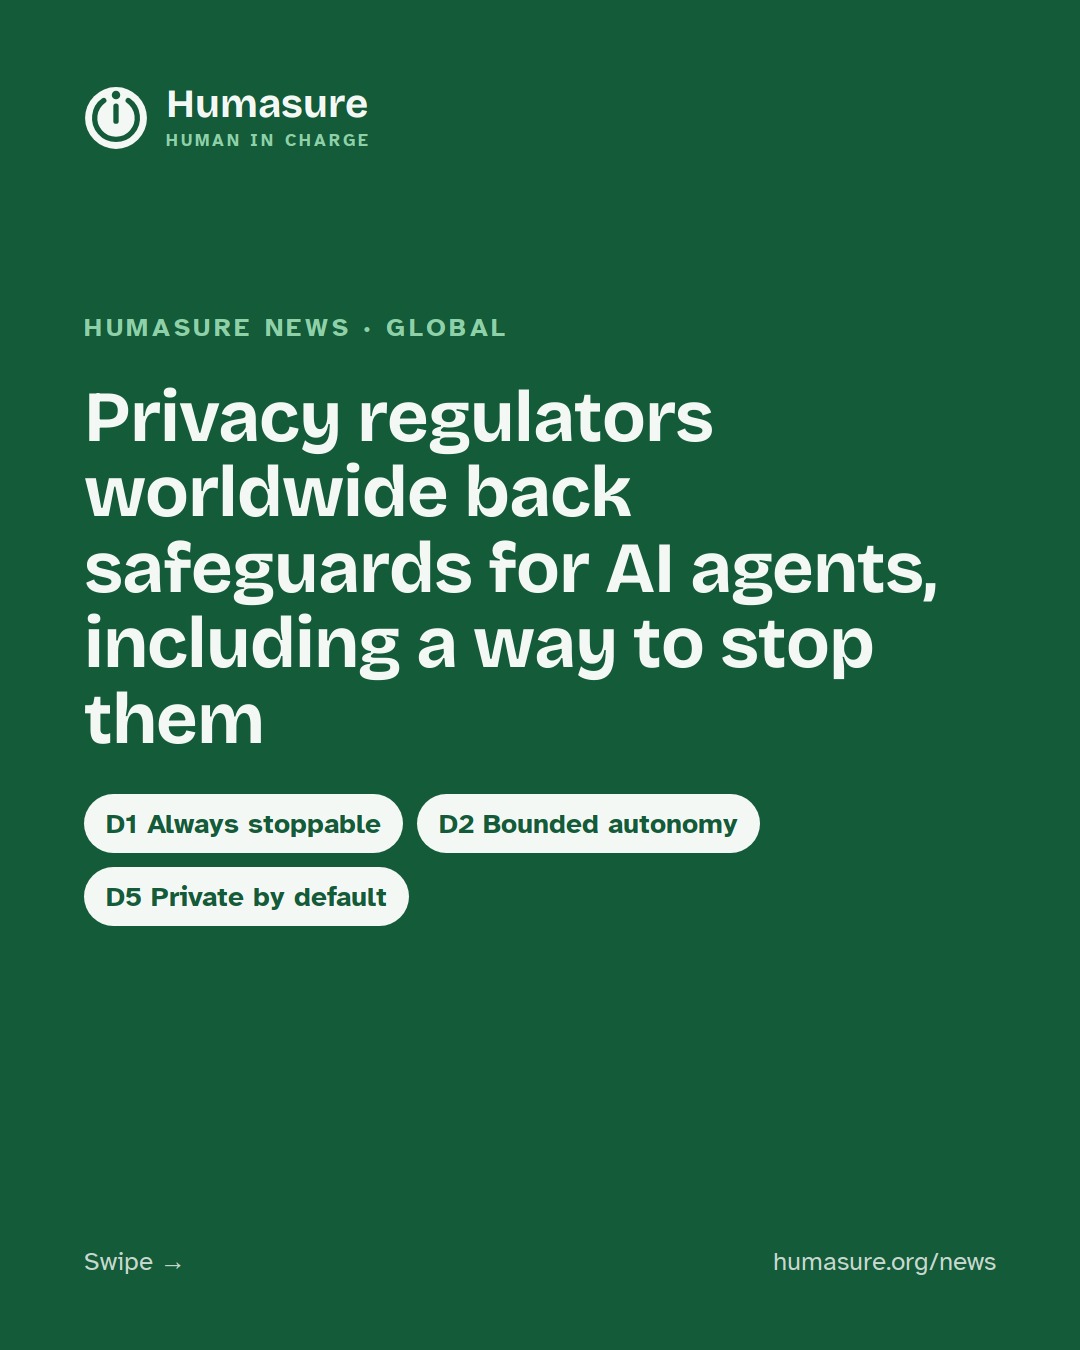 Humasure
HUMAN IN CHARGE
HUMASURE NEWS · GLOBAL
Privacy regulators
worldwide back
safeguards for AI agents,
including a way to stop
them
D1 Always stoppable
D2 Bounded autonomy
D5 Private by default
Swipe →
humasure.org/news